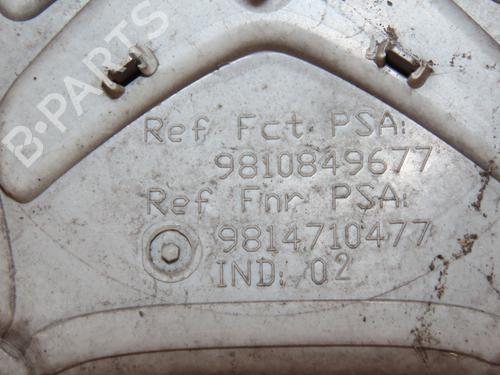 B-PARTS
Ref Fct PSA:
9810849677
Ref Fnr PSA:
9814710477
IND: 02